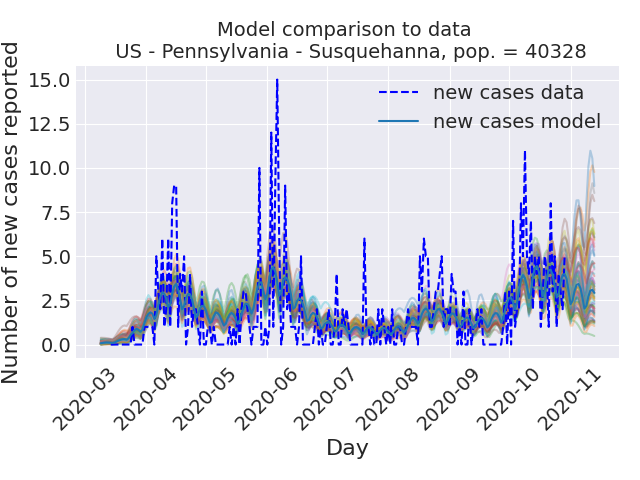 Model comparison to data
US - Pennsylvania - Susquehanna, pop. = 40328
Number of new cases reported
15.0
12.5
10.0
7.5
5.0
2.5
0.0
new cases data
new cases model
2020-03
2020-04
2020-05
2020-06
2020-07
2020-08
2020-09
2020-10
2020-11
Day